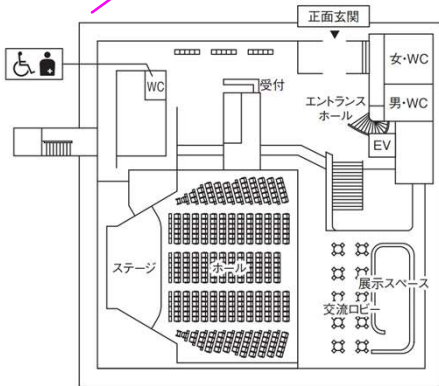 正面玄関
女・WC
WC
受付
エントランス
ホール
男・WC
EV
ステージ
ホール
展示スペース
交流ロビー